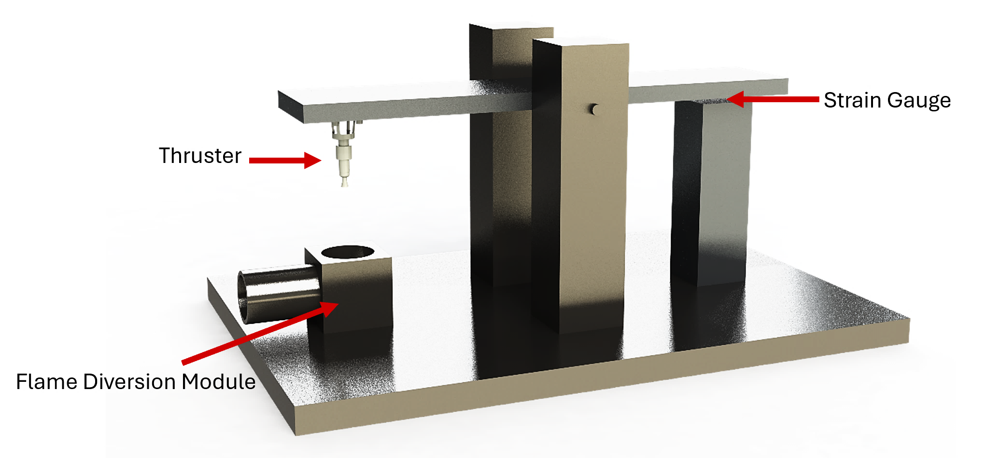 Strain Gauge
Thruster
Flame Diversion Module